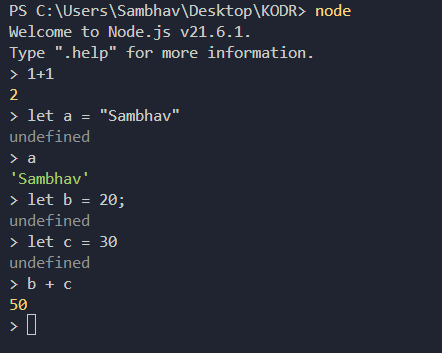 PS C:\Users\Sambhav\Desktop\KODR> node
Welcome to Node.js v21.6.1.
Type ".help" for more information.
> 1+1
2
> let a = "Sambhav"
undefined
> a
'Sambhav'
> let b = 20;
undefined
> let c = 30
undefined
> b + c
50
>